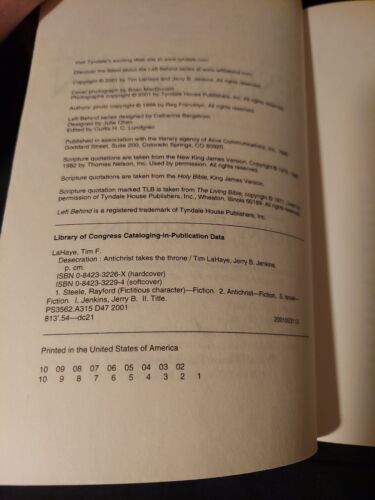 Visit Tyndale's exciting Web site at www.tyndale.com
Discover the latest about the Left Behind series at www.leftbehind.com
Copyright © 2001 by Tim LaHaye and Jerry B. Jenkins. All rights reserved.
Cover photograph by Brian MacDonald.
Photographs copyright © 2001 by Tyndale House Publishers, Inc. All rights reserved.
Authors' photo copyright © 1998 by Reg Francklyn. All rights reserved.
Left Behind series designed by Catherine Bergstrom
Designed by Julie Chen
Edited by Curtis H. C. Lundgren
Published in association with the literary agency of Alive Communications, Inc.,
Goddard Street, Suite 200, Colorado Springs, CO 80920.
Scripture quotations are taken from the New King James Version. Copyright © 1979, 1980,
1982 by Thomas Nelson, Inc. Used by permission. All rights reserved.
Scripture quotations are taken from the Holy Bible, King James Version.
Scripture quotation marked TLB is taken from The Living Bible, copyright © 1971. Used by
permission of Tyndale House Publishers, Inc., Wheaton, Illinois 60189. All rights reserved.
Left Behind is a registered trademark of Tyndale House Publishers, Inc.
Library of Congress Cataloging-in-Publication Data
LaHaye, Tim F.
Desecration : Antichrist takes the throne / Tim LaHaye, Jerry B. Jenkins.
p. cm.
ISBN 0-8423-3226-X (hardcover)
ISBN 0-8423-3229-4 (softcover)
1. Steele, Rayford (Fictitious character)—Fiction. 2. Antichrist—Fiction. 3. Israel—
Fiction. I. Jenkins, Jerry B. II. Title.
PS3562.A315 D47 2001
813'.54—dc21
Printed in the United States of America
10 09 08 07 06 05 04 03 02
10 9 8 7 6 5 4 3 2 1